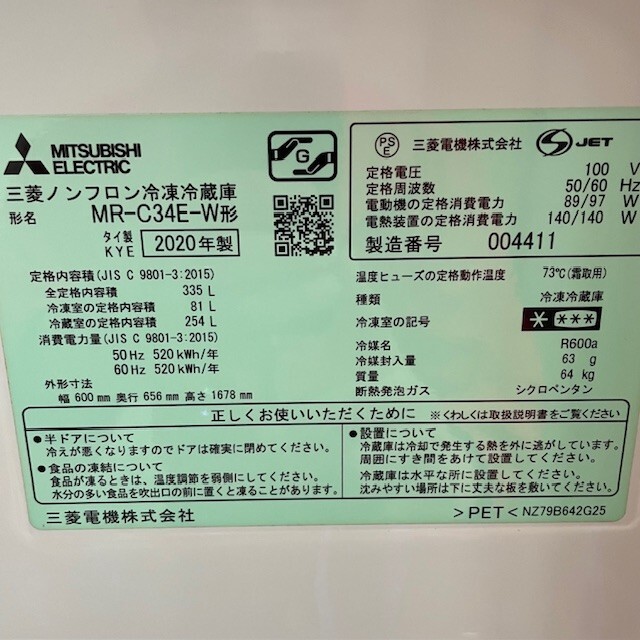 MITSUBISHI
ELECTRIC
G
三菱ノンフロン冷凍冷蔵庫
形名 MR-C34E-W形
タイ製
KYE 2020年製
PS
E 三菱電機株式会社 S JET
定格電圧 100 V
定格周波数 50/60 Hz
電動機の定格消費電力 89/97 W
電熱装置の定格消費電力 140/140 W
製造番号 004411
定格内容積(JIS C 9801-3:2015)
全定格内容積 335 L
冷凍室の定格内容積 81 L
冷蔵室の定格内容積 254 L
消費電力量(JIS C 9801-3:2015)
50Hz 520kWh/年
60Hz 520kWh/年
外形寸法
幅 600mm 奥行 656mm 高さ 1678mm
温度ヒューズの定格動作温度 73℃(霜取用)
種類 冷凍冷蔵庫
冷凍室の記号 * ***
冷媒名 R600a
冷媒封入量 63 g
質量 64 kg
断熱発泡ガス シクロペンタン
正しくお使いいただくために ※くわしくは取扱説明書をご覧ください
●半ドアについて
冷えが悪くなりますのでドアは確実に閉めてください。
●食品の凍結について
食品が凍るときは、温度調節を弱側にしてください。
水分の多い食品を吹出口の前に置くと凍ることがあります。
●設置について
冷蔵庫は冷却で発生する熱を外に逃がしています。
周囲にすき間をあけて設置してください。
冷蔵庫は水平な所に設置してください。
沈みやすい場所は下に丈夫な板を敷いてください。
三菱電機株式会社 >PET< NZ79B642G25